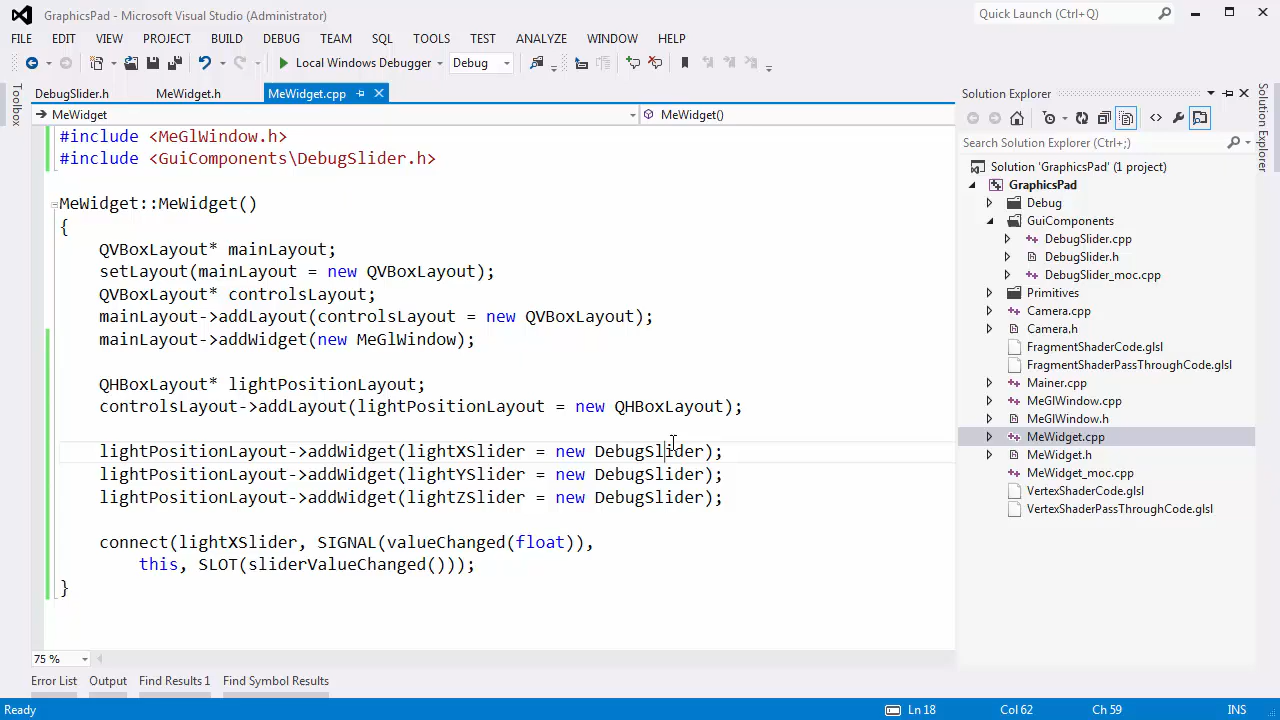 GraphicsPad - Microsoft Visual Studio (Administrator)
Quick Launch (Ctrl+Q)
FILE EDIT VIEW PROJECT BUILD DEBUG TEAM SQL TOOLS TEST ANALYZE WINDOW HELP
Local Windows Debugger Debug
Toolbox
DebugSlider.h MeWidget.h MeWidget.cpp
MeWidget MeWidget()
#include <MeGlWindow.h>
#include <GuiComponents\DebugSlider.h>
MeWidget::MeWidget()
{
QVBoxLayout* mainLayout;
setLayout(mainLayout = new QVBoxLayout);
QVBoxLayout* controlsLayout;
mainLayout->addLayout(controlsLayout = new QVBoxLayout);
mainLayout->addWidget(new MeGlWindow);
QHBoxLayout* lightPositionLayout;
controlsLayout->addLayout(lightPositionLayout = new QHBoxLayout);
lightPositionLayout->addWidget(lightXSlider = new DebugSlider);
lightPositionLayout->addWidget(lightYSlider = new DebugSlider);
lightPositionLayout->addWidget(lightZSlider = new DebugSlider);
connect(lightXSlider, SIGNAL(valueChanged(float)),
this, SLOT(sliderValueChanged()));
}
75 %
Solution Explorer
Search Solution Explorer (Ctrl+;)
Solution 'GraphicsPad' (1 project)
GraphicsPad
Debug
GuiComponents
DebugSlider.cpp
DebugSlider.h
DebugSlider_moc.cpp
Primitives
Camera.cpp
Camera.h
FragmentShaderCode.glsl
FragmentShaderPassThroughCode.glsl
Mainer.cpp
MeGlWindow.cpp
MeGlWindow.h
MeWidget.cpp
MeWidget.h
MeWidget_moc.cpp
VertexShaderCode.glsl
VertexShaderPassThroughCode.glsl
Solution Explorer
Error List Output Find Results 1 Find Symbol Results
Ready Ln 18 Col 62 Ch 59 INS